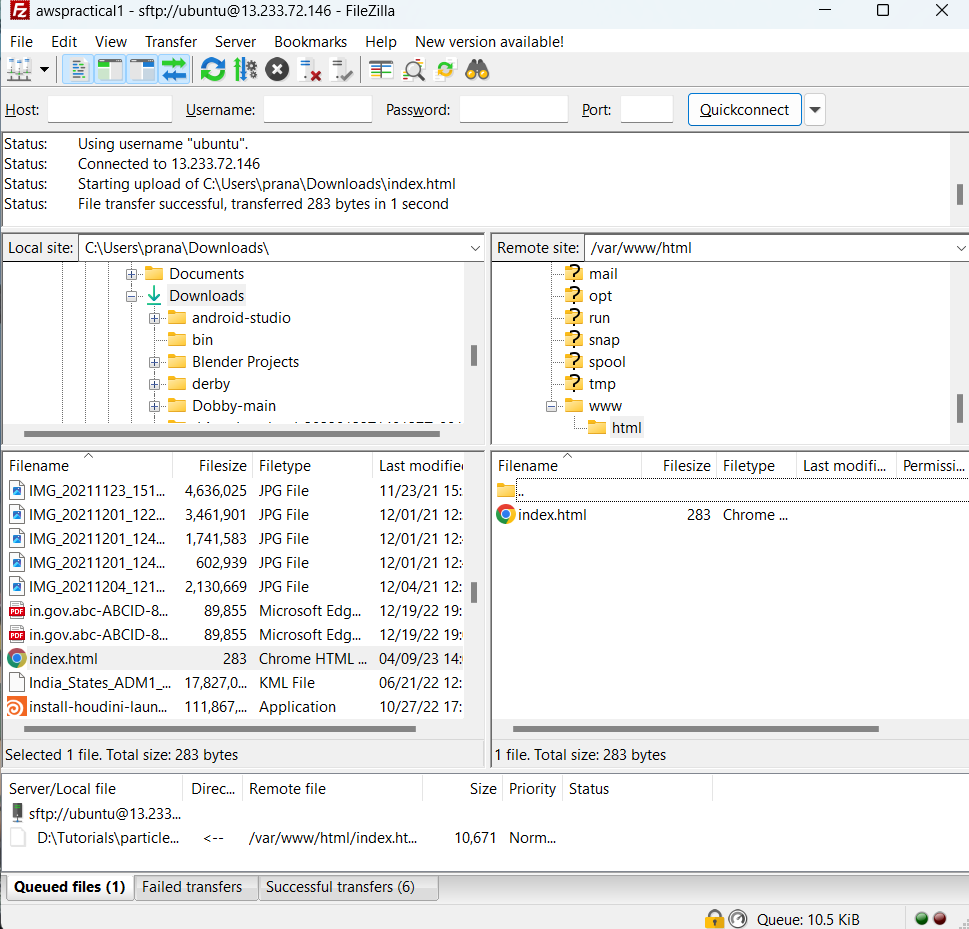 awspractical1 - sftp://ubuntu@13.233.72.146 - FileZilla
File Edit View Transfer Server Bookmarks Help New version available!
Host: Username: Password: Port: Quickconnect
Status: Using username "ubuntu".
Status: Connected to 13.233.72.146
Status: Starting upload of C:\Users\prana\Downloads\index.html
Status: File transfer successful, transferred 283 bytes in 1 second
Local site: C:\Users\prana\Downloads\
Documents
Downloads
android-studio
bin
Blender Projects
derby
Dobby-main
Remote site: /var/www/html
mail
opt
run
snap
spool
tmp
www
html
Filename Filesize Filetype Last modified
IMG_20211123_151... 4,636,025 JPG File 11/23/21 15:
IMG_20211201_122... 3,461,901 JPG File 12/01/21 12:
IMG_20211201_124... 1,741,583 JPG File 12/01/21 12:
IMG_20211201_124... 602,939 JPG File 12/01/21 12:
IMG_20211204_121... 2,130,669 JPG File 12/04/21 12:
in.gov.abc-ABCID-8... 89,855 Microsoft Edg... 12/19/22 19:
in.gov.abc-ABCID-8... 89,855 Microsoft Edg... 12/19/22 19:
index.html 283 Chrome HTML ... 04/09/23 14:
India_States_ADM1_... 17,827,0... KML File 06/21/22 12:
install-houdini-laun... 111,867,... Application 10/27/22 17:
Selected 1 file. Total size: 283 bytes
Filename Filesize Filetype Last modifi... Permissi...
..
index.html 283 Chrome ...
1 file. Total size: 283 bytes
Server/Local file Direc... Remote file Size Priority Status
sftp://ubuntu@13.233...
D:\Tutorials\particle... <-- /var/www/html/index.ht... 10,671 Norm...
Queued files (1) Failed transfers Successful transfers (6)
Queue: 10.5 KiB